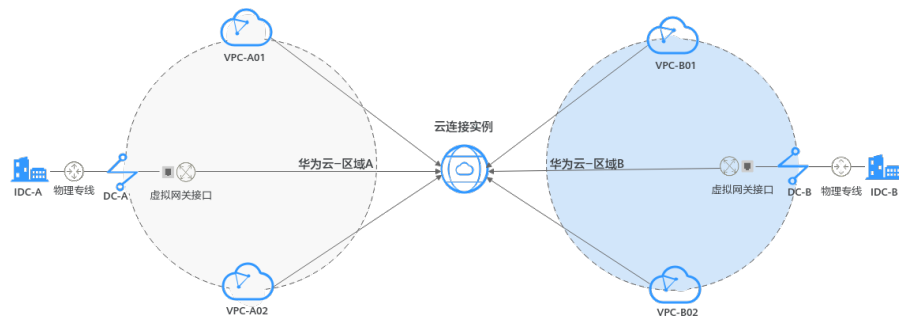 VPC-A01
VPC-B01
云连接实例
华为云–区域A
华为云–区域B
IDC-A
物理专线
DC-A
虚拟网关接口
虚拟网关接口
DC-B
物理专线
IDC-B
VPC-A02
VPC-B02